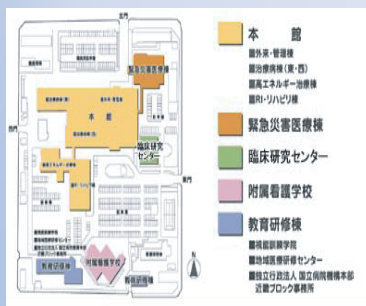 北門
緊急災害医療棟
本　館
臨床研究
センター
西門
東門
附属看護学校
教育研修棟
教育研修棟
N
本　館
■外来・管理棟
■治療病棟(東・西)
■高エネルギー治療棟
■RI・リハビリ棟
緊急災害医療棟
臨床研究センター
附属看護学校
教育研修棟
■視能訓練学院
■地域医療研修センター
■独立行政法人 国立病院機構本部
近畿ブロック事務所